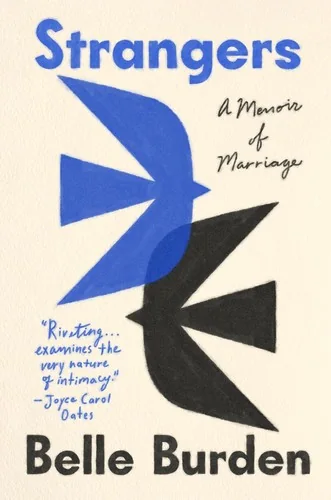 Strangers
A Memoir
of
Marriage
"Riveting...
examines the
very nature
of intimacy."
—Joyce Carol
Oates
Belle Burden